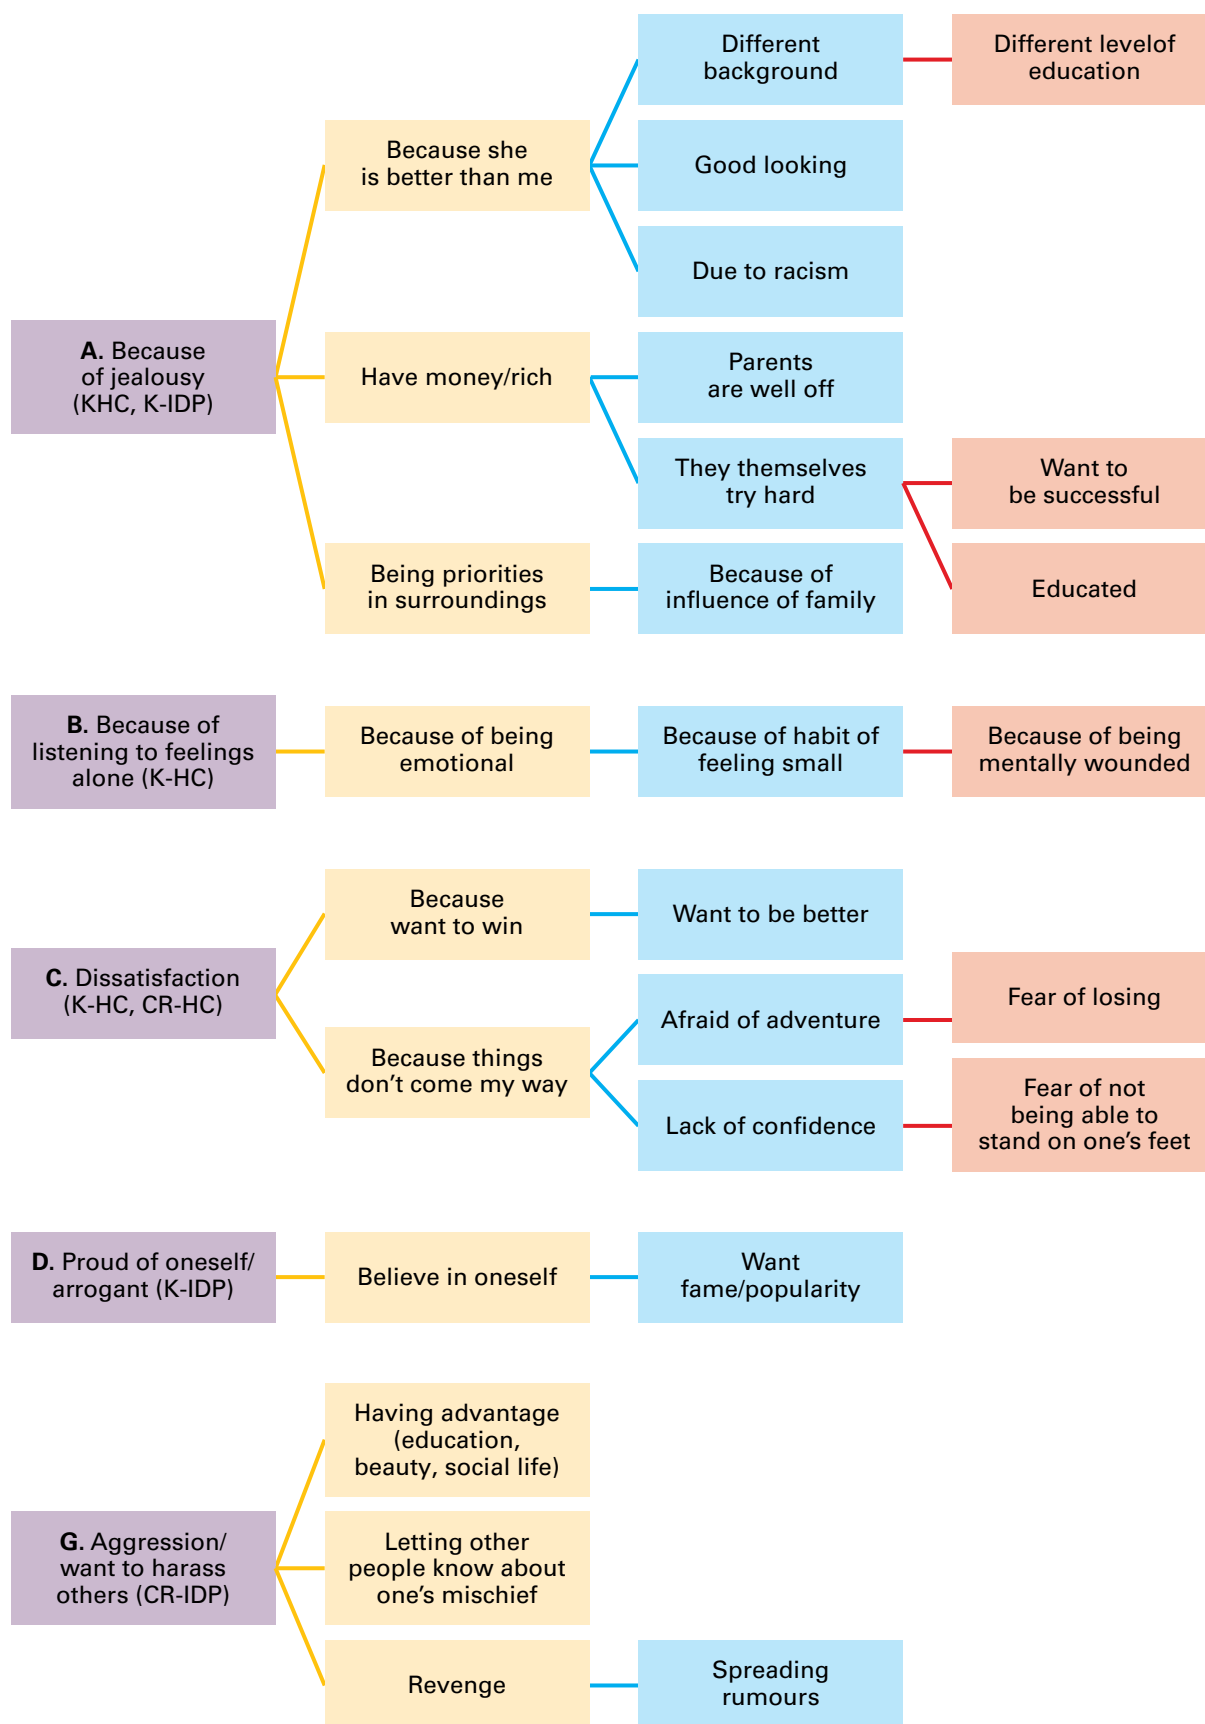 Different
background
Different levelof
education
Because she
is better than me
Good looking
Due to racism
A. Because
of jealousy
(KHC, K-IDP)
Have money/rich
Parents
are well off
They themselves
try hard
Want to
be successful
Being priorities
in surroundings
Because of
influence of family
Educated
B. Because of
listening to feelings
alone (K-HC)
Because of being
emotional
Because of habit of
feeling small
Because of being
mentally wounded
C. Dissatisfaction
(K-HC, CR-HC)
Because
want to win
Want to be better
Because things
don’t come my way
Afraid of adventure
Fear of losing
Lack of confidence
Fear of not
being able to
stand on one’s feet
D. Proud of oneself/
arrogant (K-IDP)
Believe in oneself
Want
fame/popularity
G. Aggression/
want to harass
others (CR-IDP)
Having advantage
(education,
beauty, social life)
Letting other
people know about
one’s mischief
Revenge
Spreading
rumours